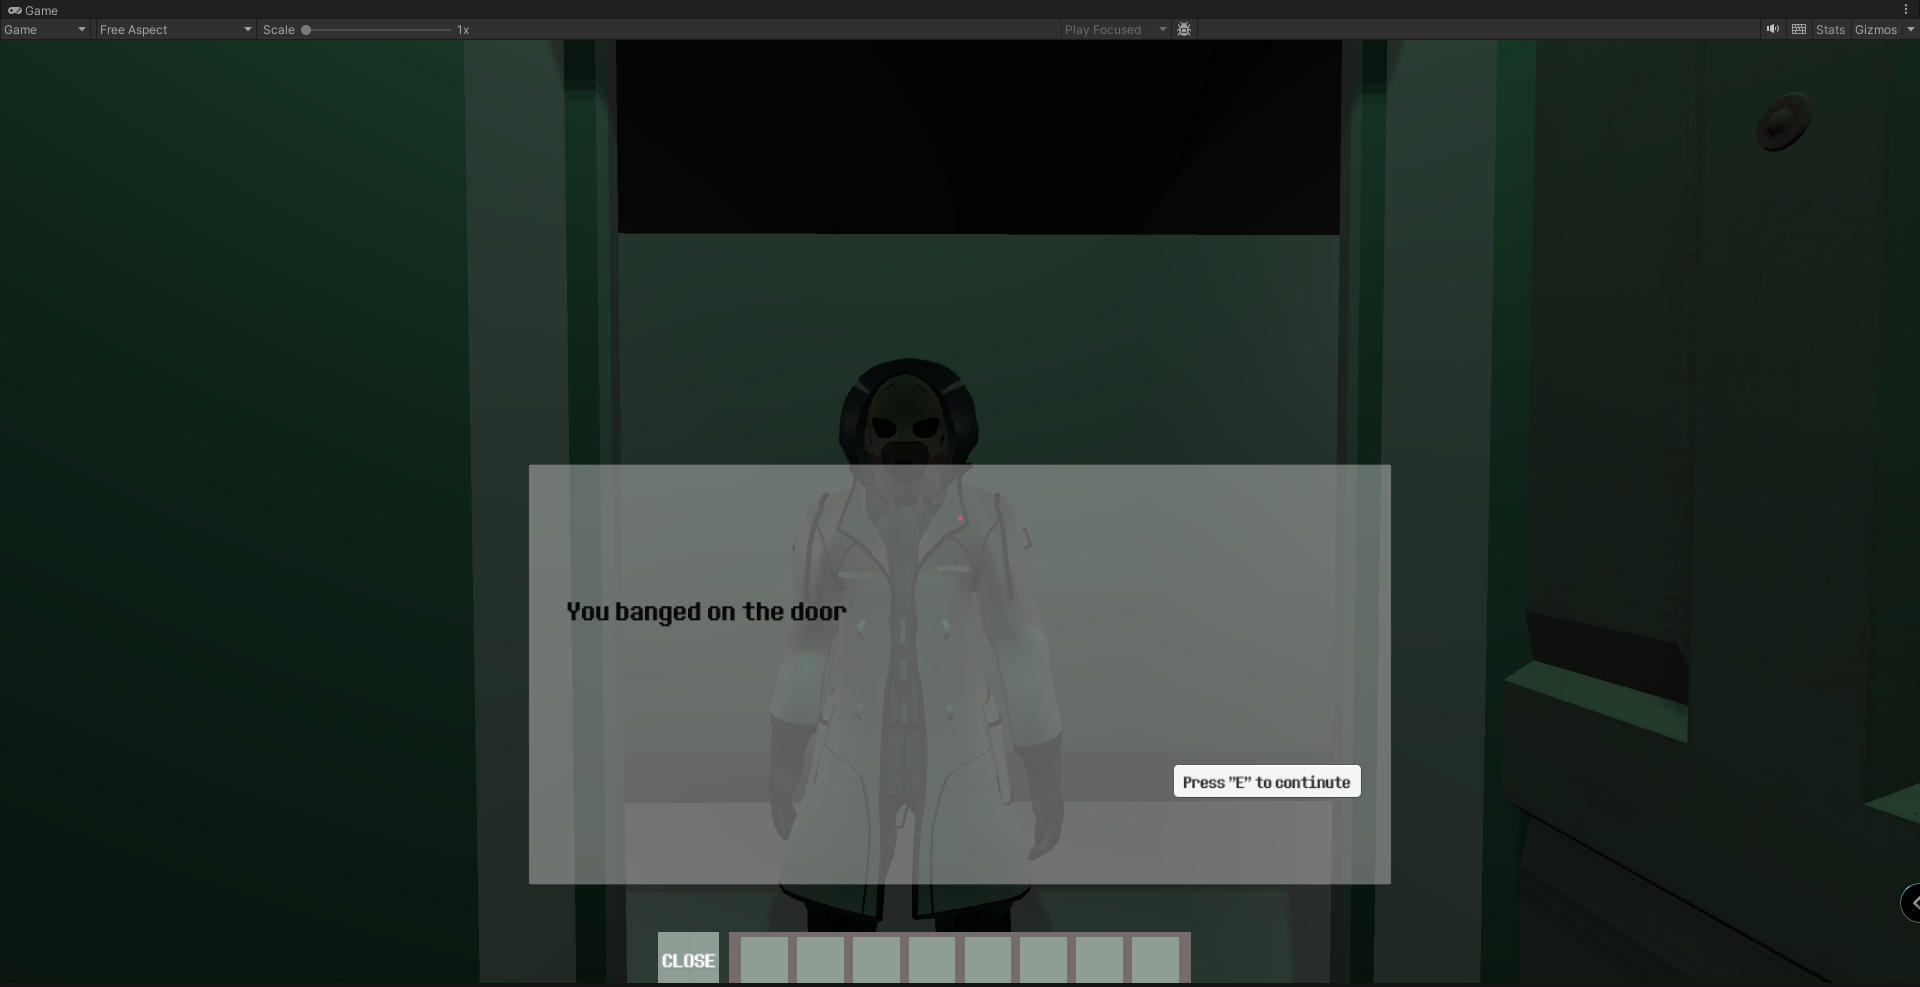 Game
Game
Free Aspect
Scale
1x
Play Focused
Stats
Gizmos
You banged on the door
Press "E" to continute
CLOSE